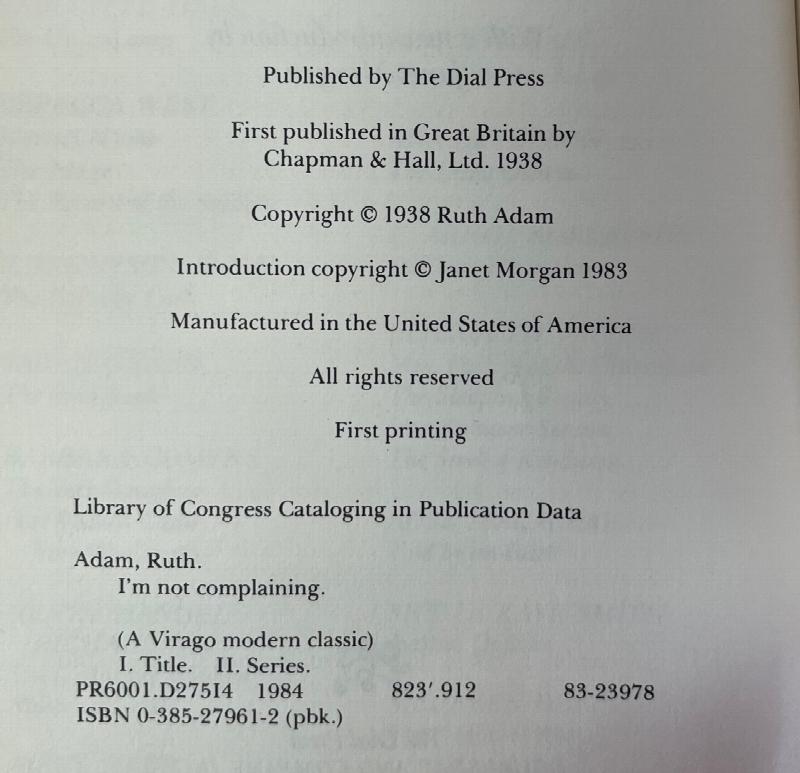 Published by The Dial Press
First published in Great Britain by
Chapman & Hall, Ltd. 1938
Copyright © 1938 Ruth Adam
Introduction copyright © Janet Morgan 1983
Manufactured in the United States of America
All rights reserved
First printing
Library of Congress Cataloging in Publication Data
Adam, Ruth.
I'm not complaining.
(A Virago modern classic)
I. Title. II. Series.
PR6001.D275I4 1984 823′.912 83-23978
ISBN 0-385-27961-2 (pbk.)